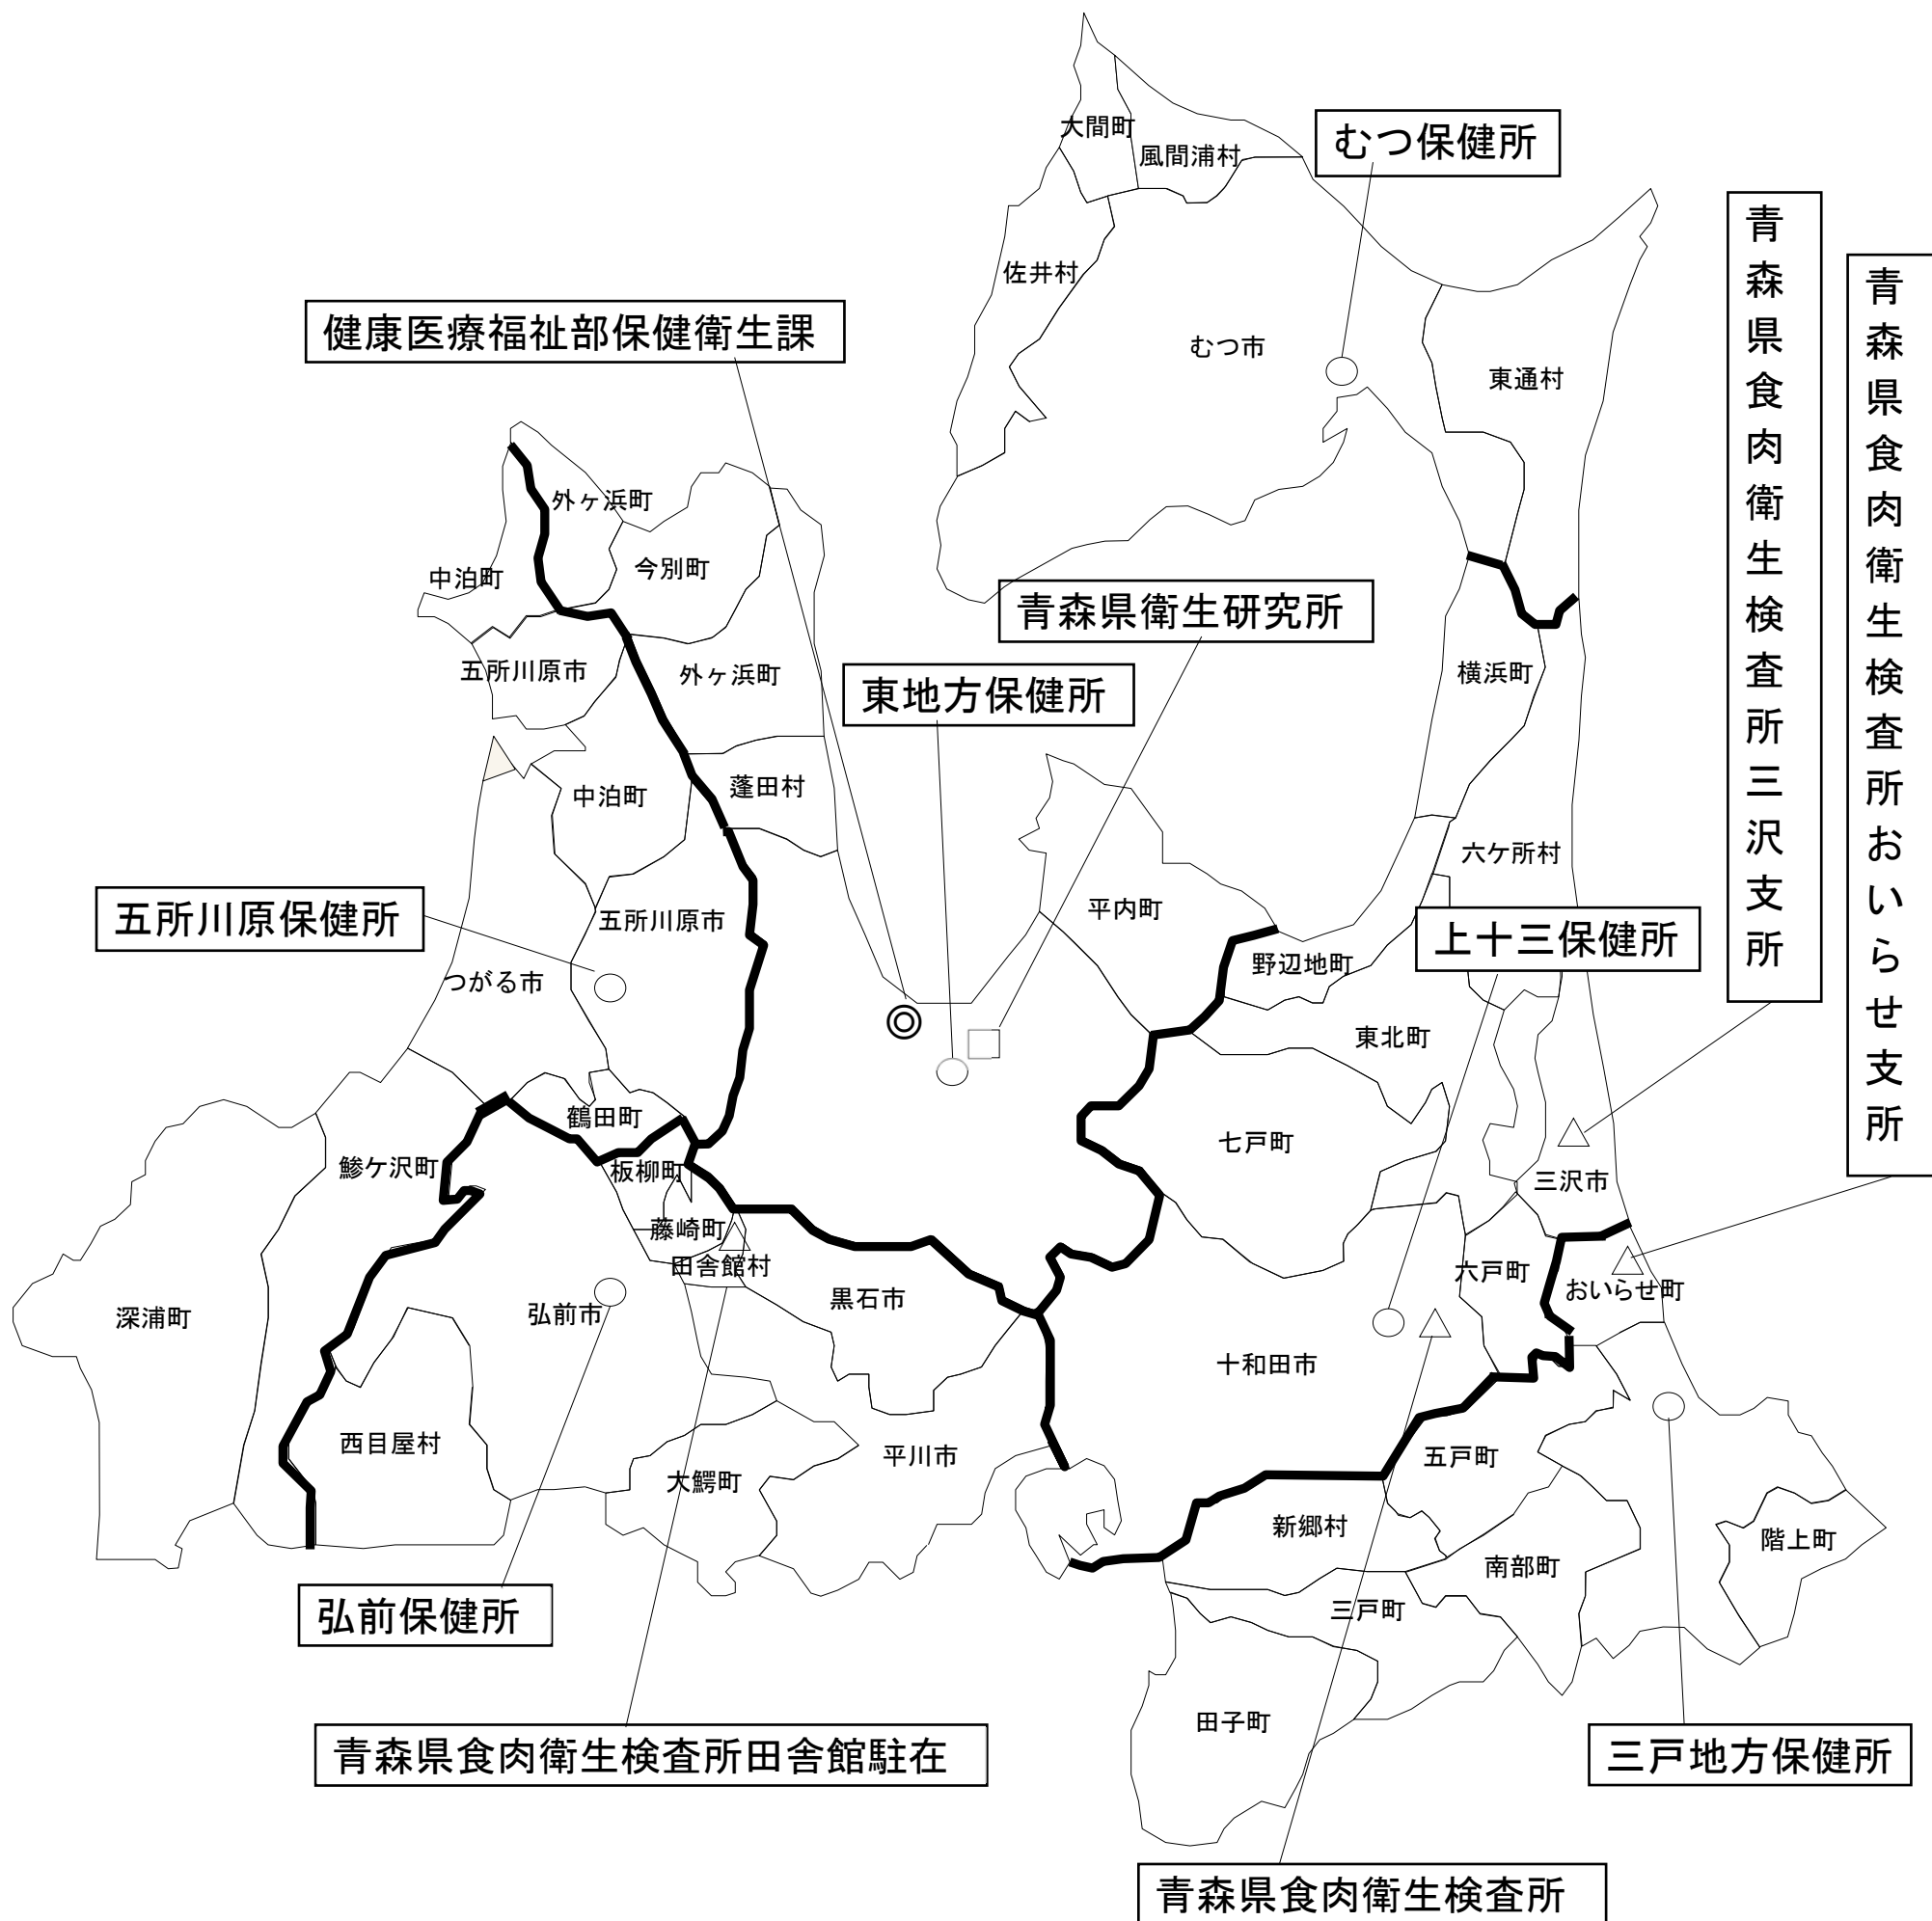 大間町
風間浦村
むつ保健所
佐井村
健康医療福祉部保健衛生課
むつ市
東通村
青森県食肉衛生検査所三沢支所
青森県食肉衛生検査所おいらせ支所
外ヶ浜町
今別町
中泊町
青森県衛生研究所
五所川原市
外ヶ浜町
東地方保健所
横浜町
中泊町
蓬田村
六ケ所村
五所川原保健所
五所川原市
平内町
上十三保健所
つがる市
野辺地町
東北町
鶴田町
七戸町
鰺ケ沢町
板柳町
三沢市
藤崎町
田舎館村
六戸町
おいらせ町
深浦町
弘前市
黒石市
十和田市
西目屋村
大鰐町
平川市
五戸町
新郷村
南部町
階上町
弘前保健所
三戸町
田子町
青森県食肉衛生検査所田舎館駐在
三戸地方保健所
青森県食肉衛生検査所